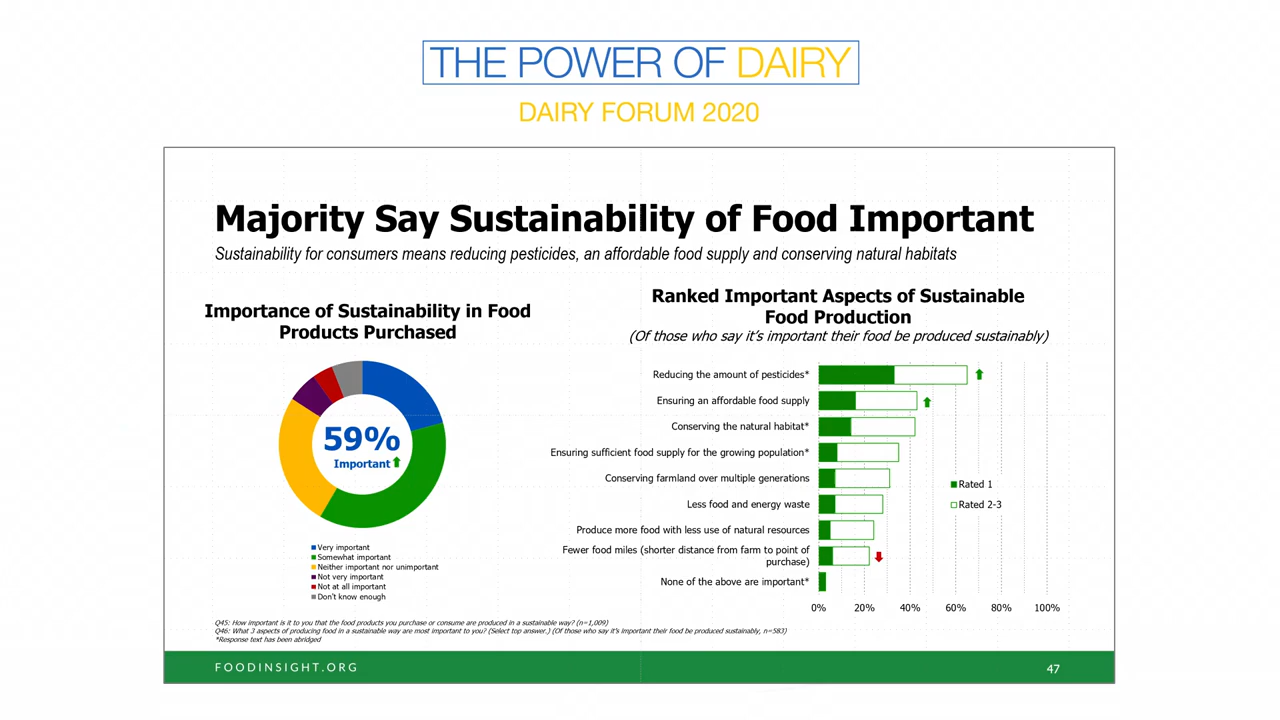 THE POWER OF DAIRY
DAIRY FORUM 2020
Majority Say Sustainability of Food Important
Sustainability for consumers means reducing pesticides, an affordable food supply and conserving natural habitats
Importance of Sustainability in Food
Products Purchased
59%
Important
Very important
Somewhat important
Neither important nor unimportant
Not very important
Not at all important
Don't know enough
Ranked Important Aspects of Sustainable
Food Production
(Of those who say it's important their food be produced sustainably)
Reducing the amount of pesticides*
Ensuring an affordable food supply
Conserving the natural habitat*
Ensuring sufficient food supply for the growing population*
Conserving farmland over multiple generations
Less food and energy waste
Produce more food with less use of natural resources
Fewer food miles (shorter distance from farm to point of
purchase)
None of the above are important*
Rated 1
Rated 2-3
0% 20% 40% 60% 80% 100%
Q45: How important is it to you that the food products you purchase or consume are produced in a sustainable way? (n=1,009)
Q46: What 3 aspects of producing food in a sustainable way are most important to you? (Select top answer.) (Of those who say it's important their food be produced sustainably, n=583)
*Response text has been abridged
FOODINSIGHT.ORG
47